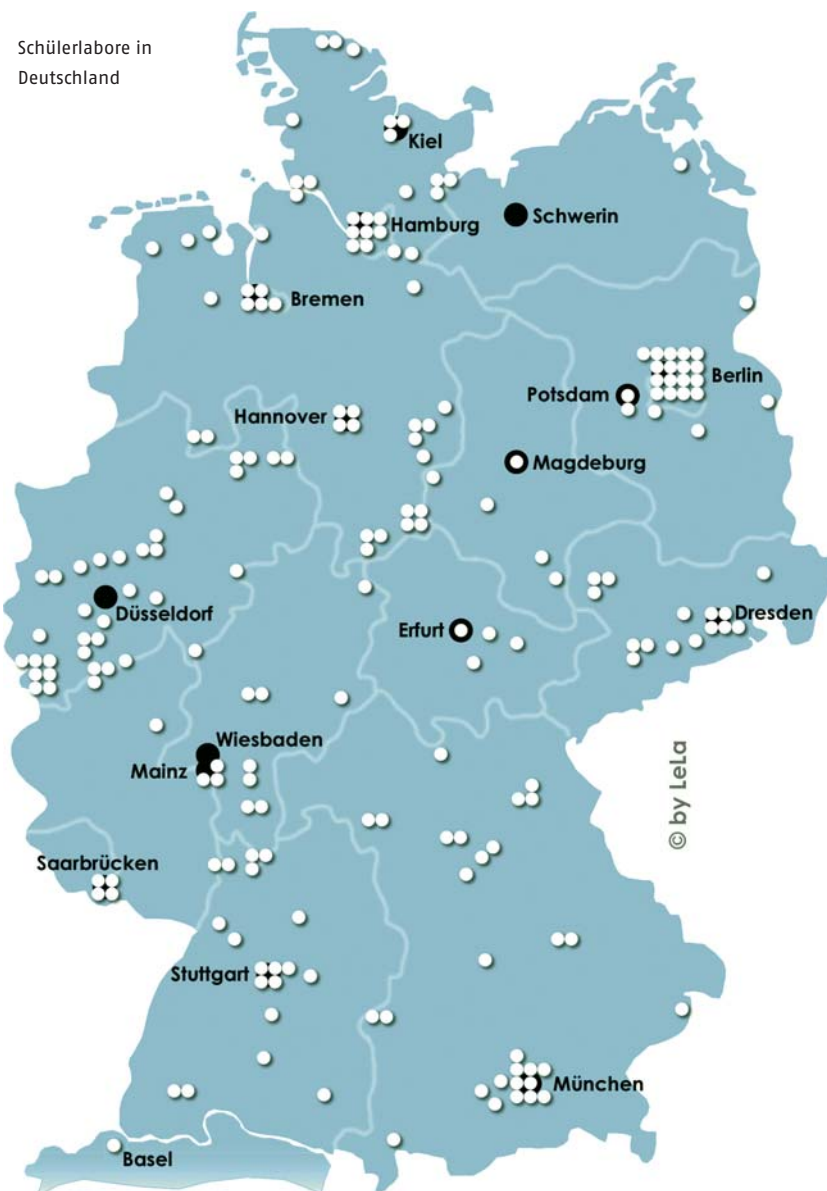 Schülerlabore in
Deutschland
Kiel
Schwerin
Hamburg
Bremen
Berlin
Potsdam
Hannover
Magdeburg
Düsseldorf
Erfurt
Dresden
Wiesbaden
Mainz
© by LeLa
Saarbrücken
Stuttgart
München
Basel